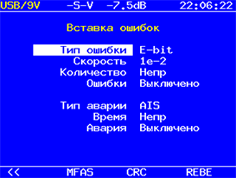 USB/9V -S-V -7.5dB 22:06:22
Вставка ошибок
Тип ошибки E-bit
Скорость 1e-2
Количество Непр
Ошибки Выключено
Тип аварии AIS
Время Непр
Авария Выключено
<< MFAS CRC REBE